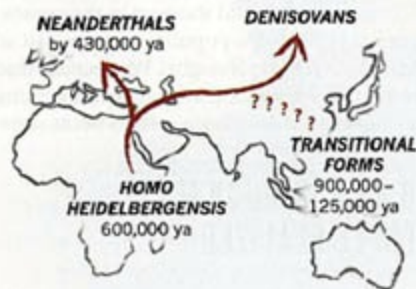 NEANDERTHALS
by 430,000 ya
DENISOVANS
? ? ? ? ?
TRANSITIONAL
FORMS
900,000–
125,000 ya
HOMO
HEIDELBERGENSIS
600,000 ya